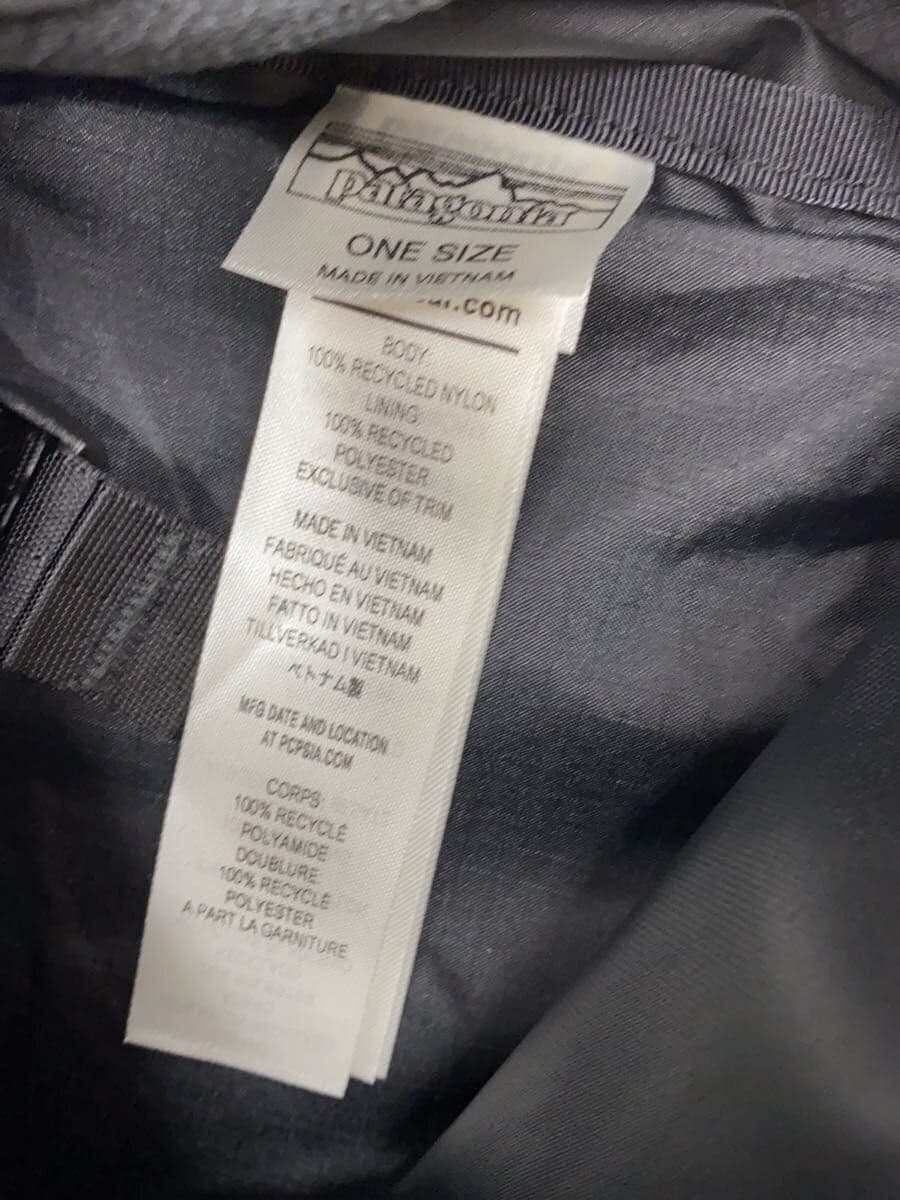 patagonia
ONE SIZE
MADE IN VIETNAM
.com
BODY
100% RECYCLED NYLON
LINING
100% RECYCLED
POLYESTER
EXCLUSIVE OF TRIM
MADE IN VIETNAM
FABRIQUÉ AU VIETNAM
HECHO EN VIETNAM
FATTO IN VIETNAM
TILLVERKAD I VIETNAM
ベトナム製
MFG DATE AND LOCATION
AT PCPSIA.COM
CORPS
100% RECYCLÉ
POLYAMIDE
DOUBLURE
100% RECYCLÉ
POLYESTER
A PART LA GARNITURE